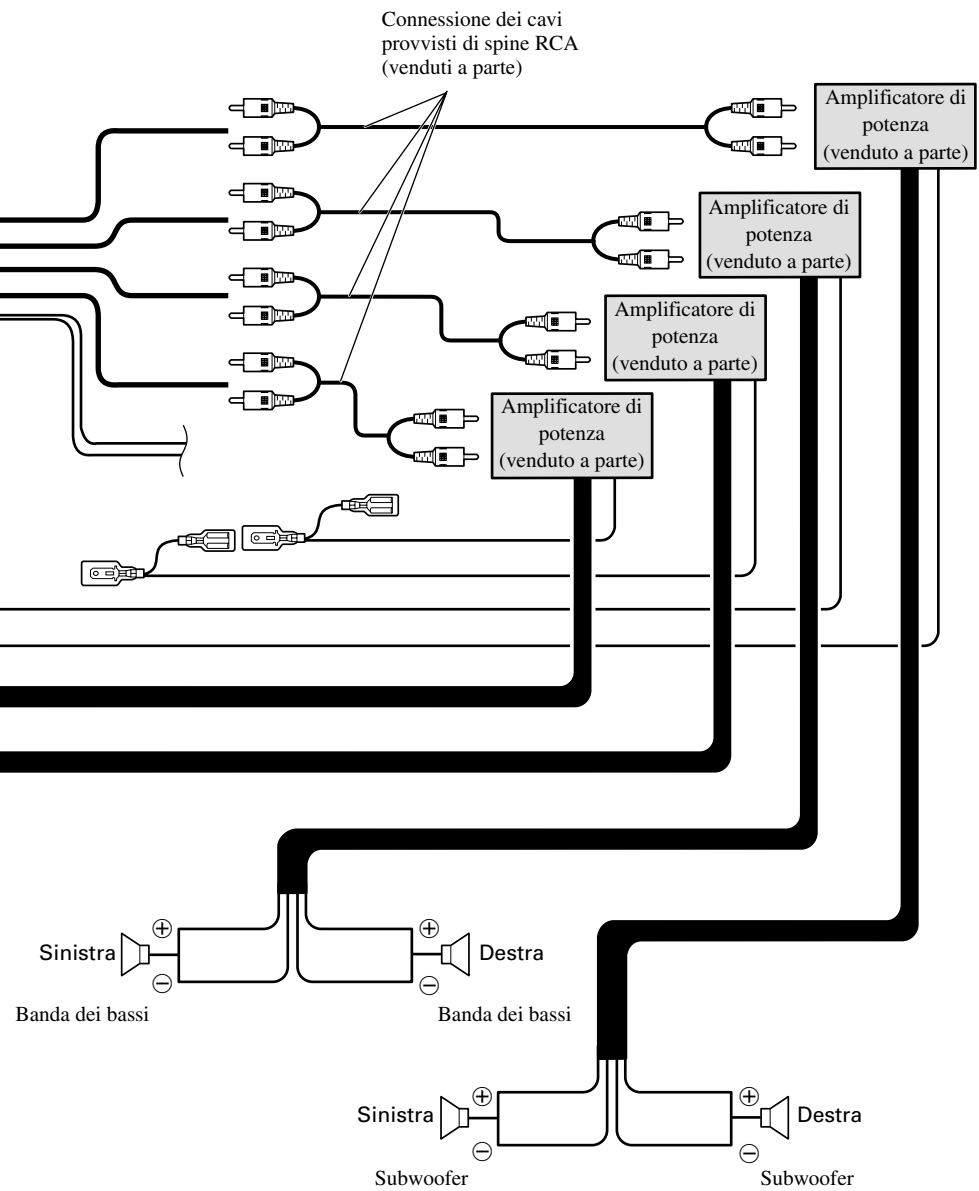 Connessione dei cavi
provvisti di spine RCA
(venduti a parte)
Amplificatore di
potenza
(venduto a parte)
Amplificatore di
potenza
(venduto a parte)
Amplificatore di
potenza
(venduto a parte)
Amplificatore di
potenza
(venduto a parte)
⊕ ⊕
Sinistra Destra
⊖ ⊖
Banda dei bassi Banda dei bassi
⊕ ⊕
Sinistra Destra
⊖ ⊖
Subwoofer Subwoofer